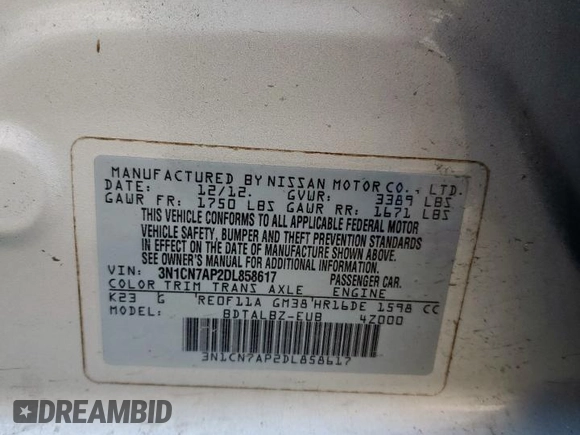 MANUFACTURED BY NISSAN MOTOR CO., LTD.
DATE: 12/12. GVWR: 3389 LBS
GAWR FR: 1750 LBS GAWR RR: 1671 LBS
THIS VEHICLE CONFORMS TO ALL APPLICABLE FEDERAL MOTOR
VEHICLE SAFETY, BUMPER AND THEFT PREVENTION STANDARDS
IN EFFECT ON THE DATE OF MANUFACTURE SHOWN ABOVE.
SEE OWNER'S MANUAL FOR ADDITIONAL INFORMATION.
VIN: 3N1CN7AP2DL858617 PASSENGER CAR.
COLOR TRIM TRANS AXLE ENGINE
K23 G RE0F11A GM38 HR16DE 1598 CC
BDTALBZ-EUB 4Z000
3N1CN7AP2DL858617
DREAMBID